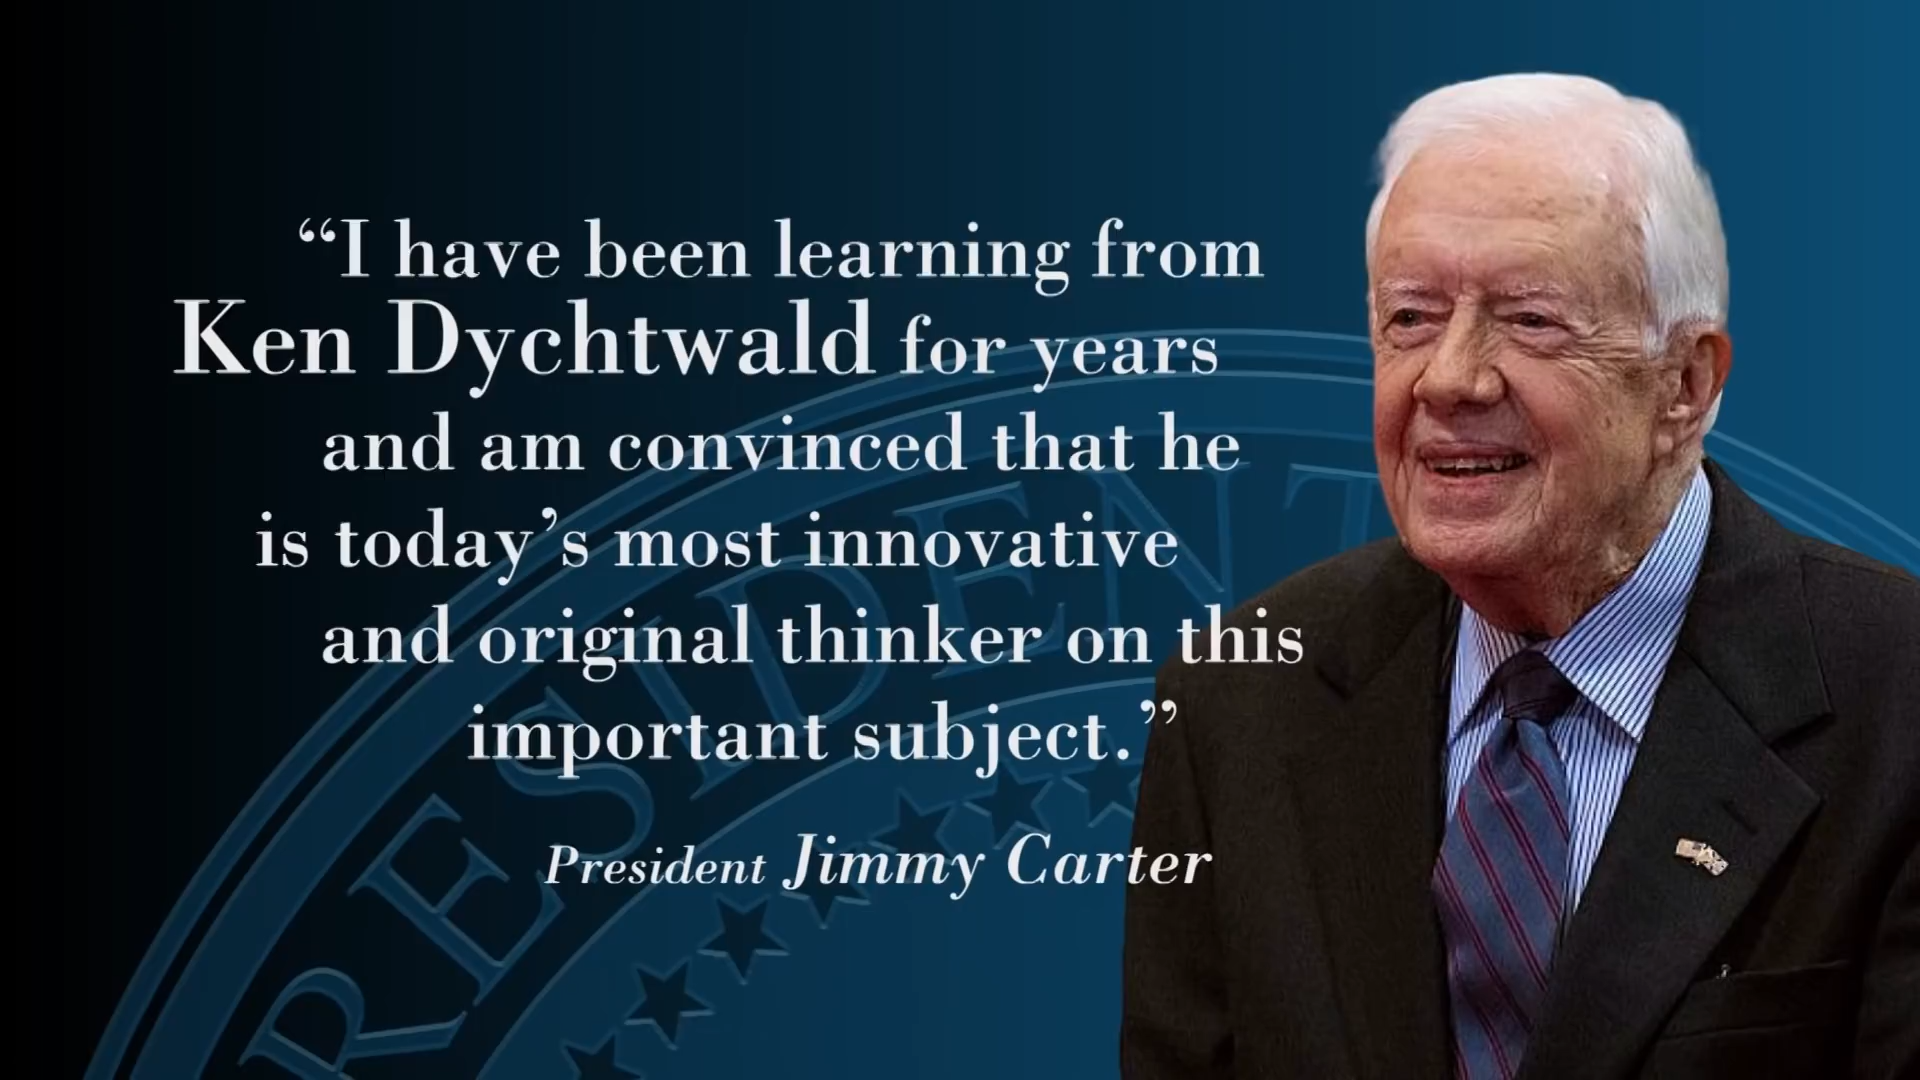 “I have been learning from
Ken Dychtwald for years
and am convinced that he
is today’s most innovative
and original thinker on this
important subject.”
President Jimmy Carter
PRESIDENT